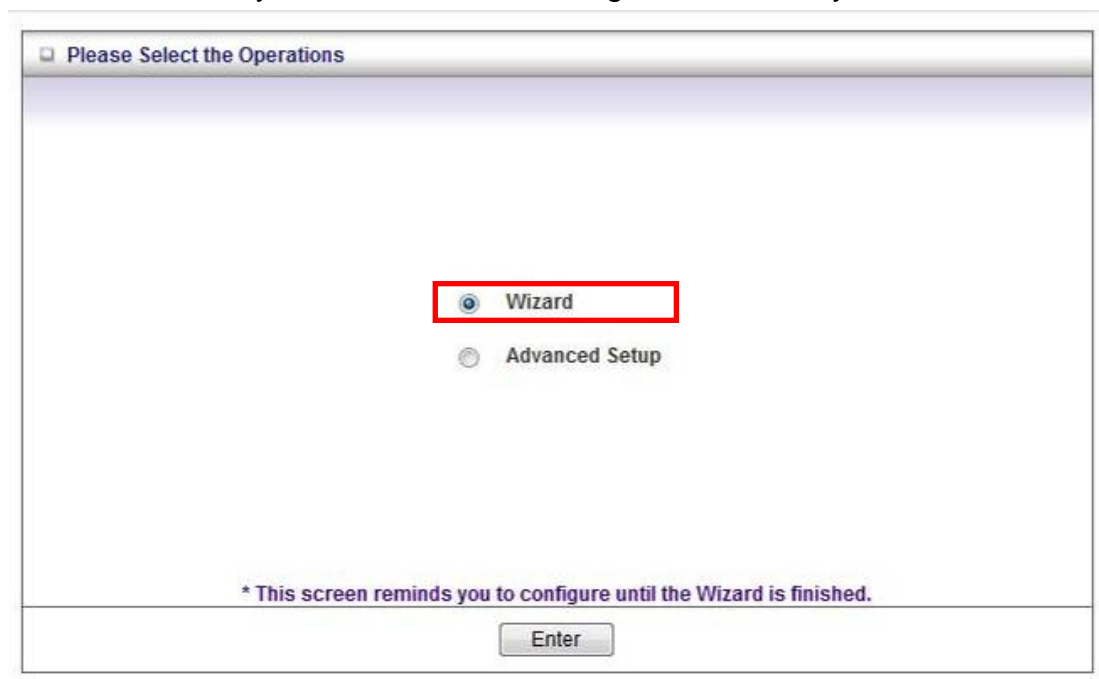 Please Select the Operations
Wizard
Advanced Setup
* This screen reminds you to configure until the Wizard is finished.
Enter